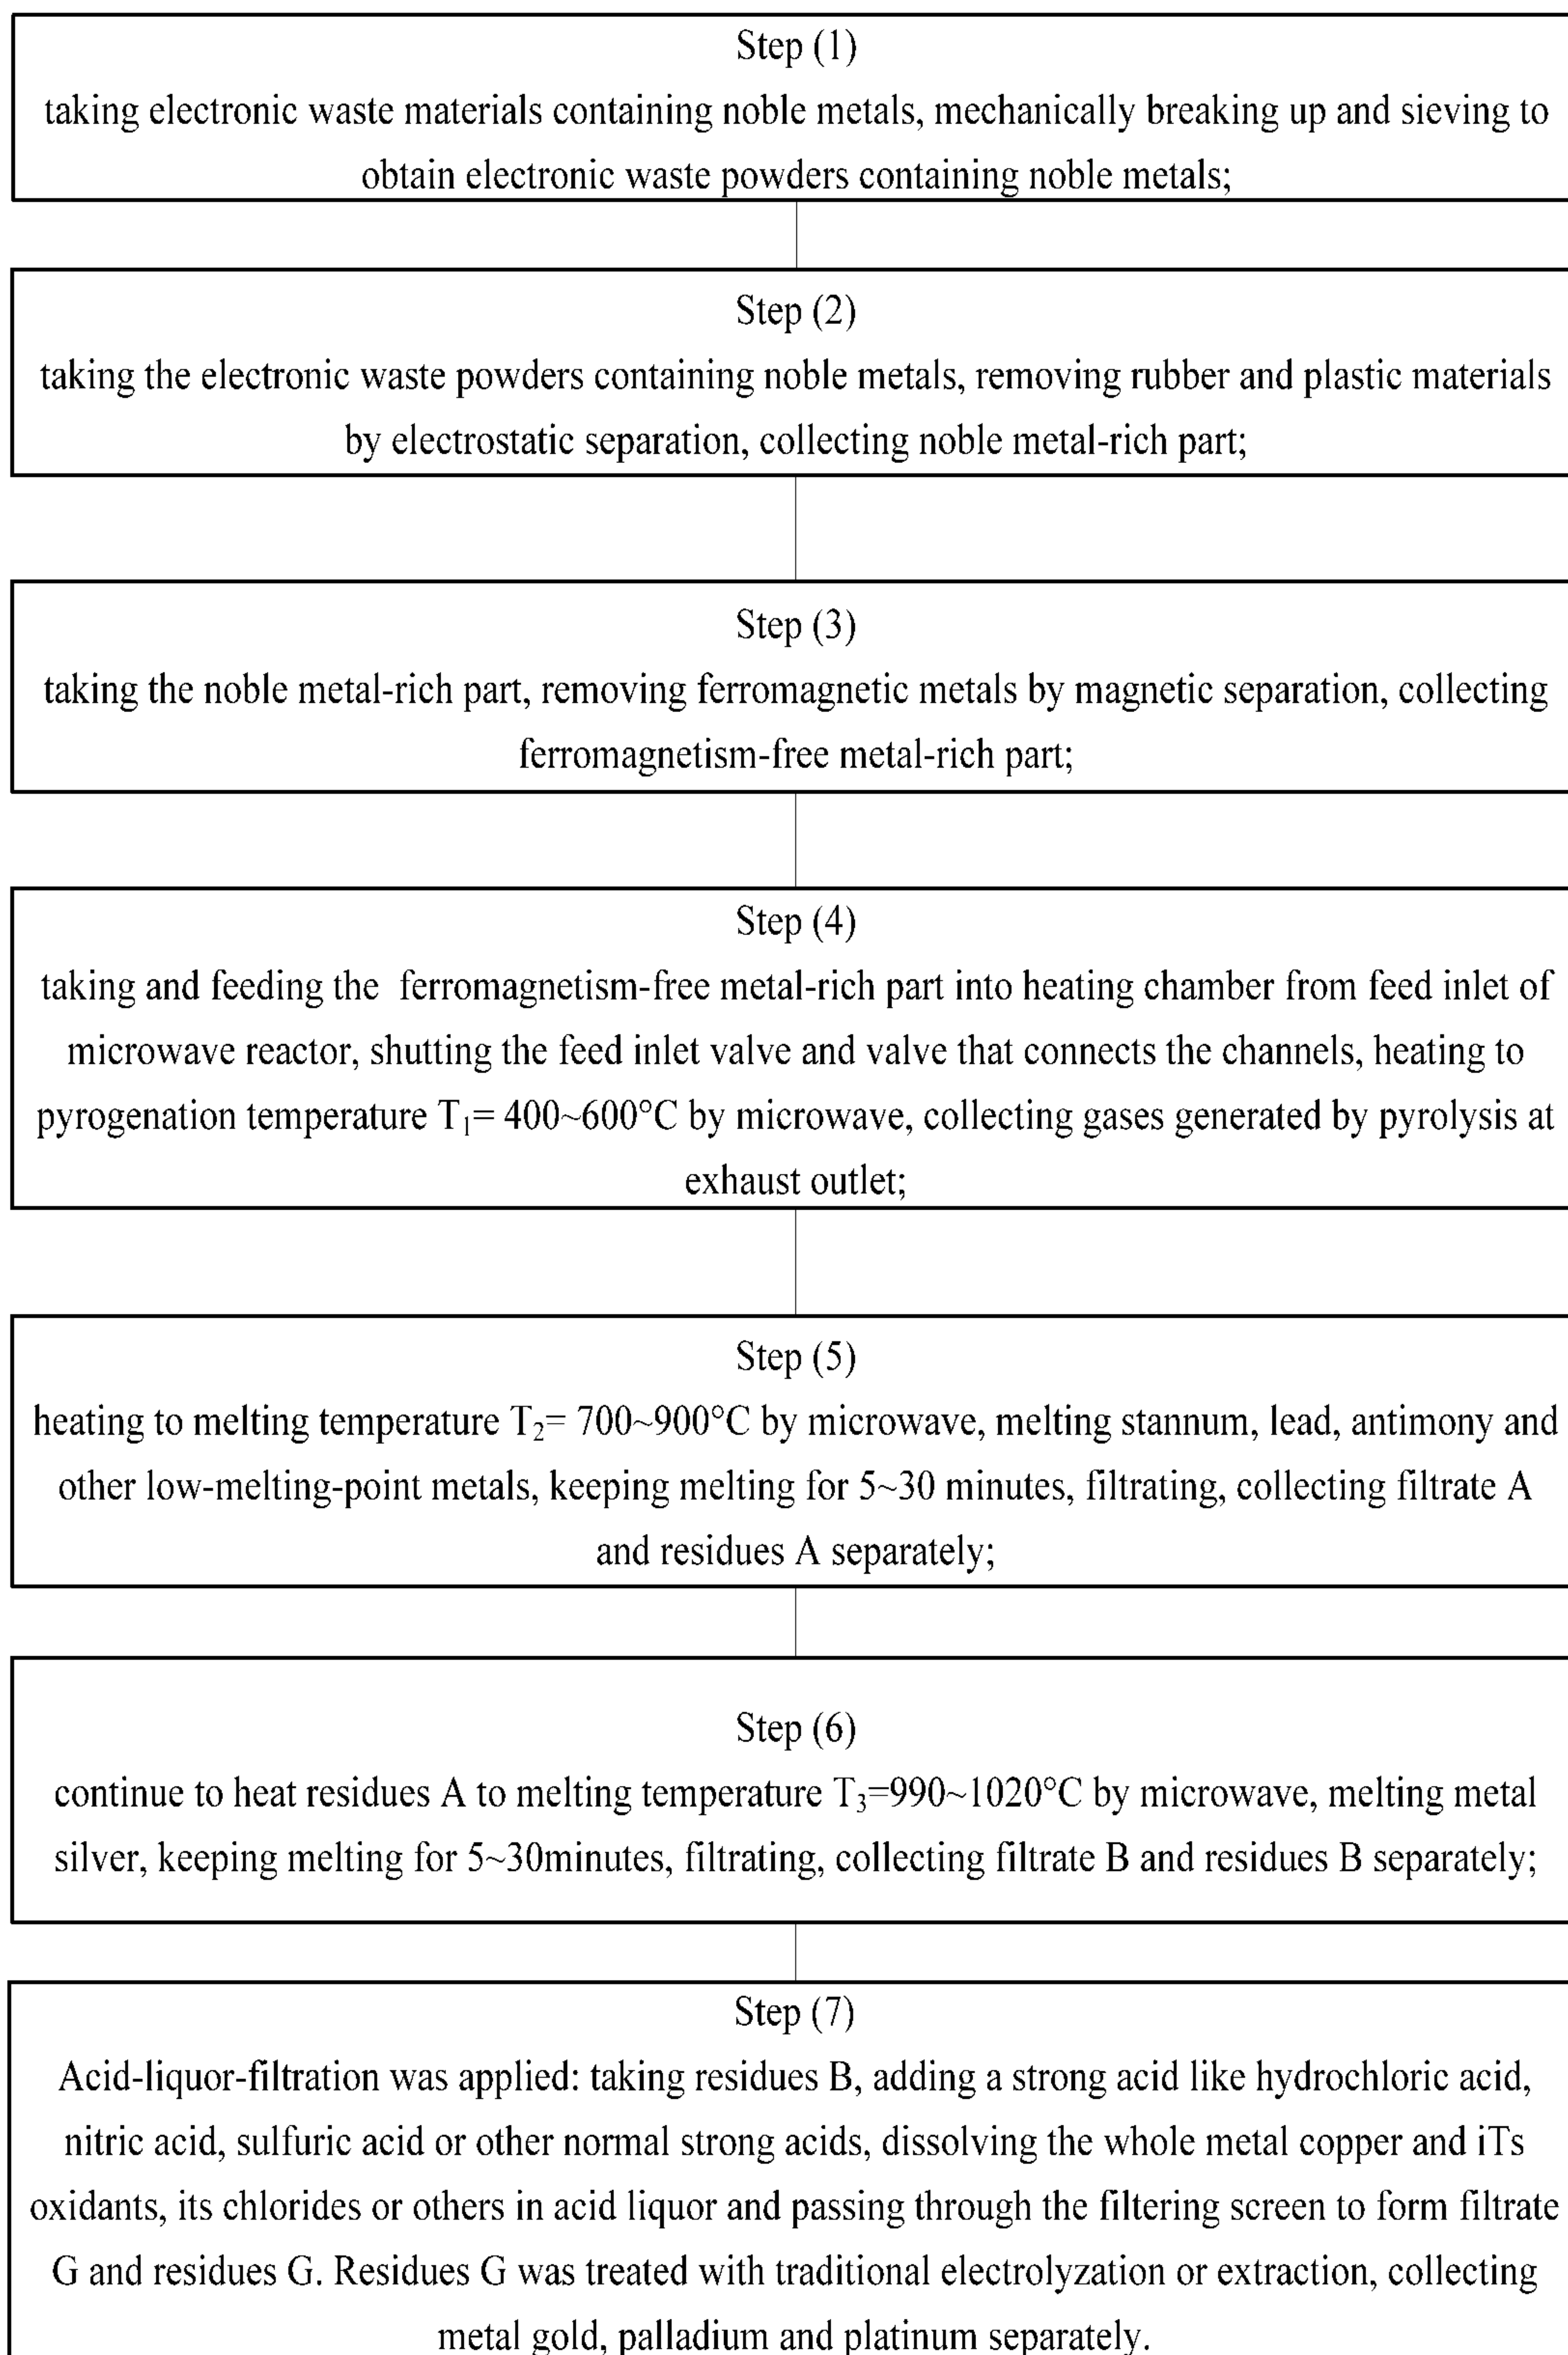 Step (1)
taking electronic waste materials containing noble metals, mechanically breaking up and sieving to
obtain electronic waste powders containing noble metals;
Step (2)
taking the electronic waste powders containing noble metals, removing rubber and plastic materials
by electrostatic separation, collecting noble metal-rich part;
Step (3)
taking the noble metal-rich part, removing ferromagnetic metals by magnetic separation, collecting
ferromagnetism-free metal-rich part;
Step (4)
taking and feeding the  ferromagnetism-free metal-rich part into heating chamber from feed inlet of
microwave reactor, shutting the feed inlet valve and valve that connects the channels, heating to
pyrogenation temperature T₁= 400~600°C by microwave, collecting gases generated by pyrolysis at
exhaust outlet;
Step (5)
heating to melting temperature T₂= 700~900°C by microwave, melting stannum, lead, antimony and
other low-melting-point metals, keeping melting for 5~30 minutes, filtrating, collecting filtrate A
and residues A separately;
Step (6)
continue to heat residues A to melting temperature T₃=990~1020°C by microwave, melting metal
silver, keeping melting for 5~30minutes, filtrating, collecting filtrate B and residues B separately;
Step (7)
Acid-liquor-filtration was applied: taking residues B, adding a strong acid like hydrochloric acid,
nitric acid, sulfuric acid or other normal strong acids, dissolving the whole metal copper and iTs
oxidants, its chlorides or others in acid liquor and passing through the filtering screen to form filtrate
G and residues G. Residues G was treated with traditional electrolyzation or extraction, collecting
metal gold, palladium and platinum separately.